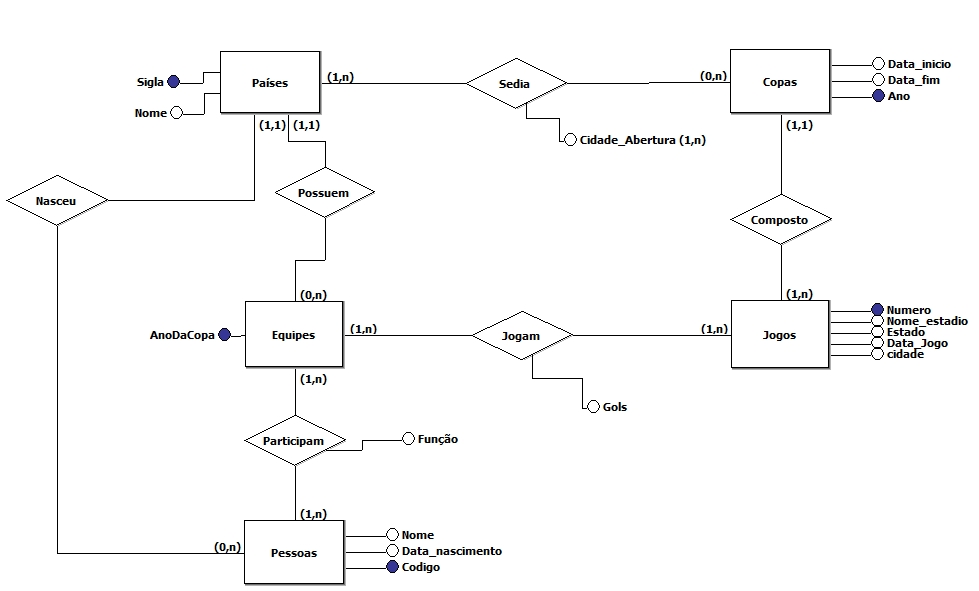 Sigla
Nome
Países
(1,n)
Sedia
(0,n)
Copas
Data_inicio
Data_fim
Ano
Cidade_Abertura (1,n)
(1,1)
(1,1)
(1,1)
Nasceu
Possuem
Composto
(0,n)
(1,n)
AnoDaCopa
Equipes
(1,n)
Jogam
(1,n)
Jogos
Numero
Nome_estadio
Estado
Data_Jogo
cidade
(1,n)
Gols
Participam
Função
(1,n)
(0,n)
Pessoas
Nome
Data_nascimento
Codigo